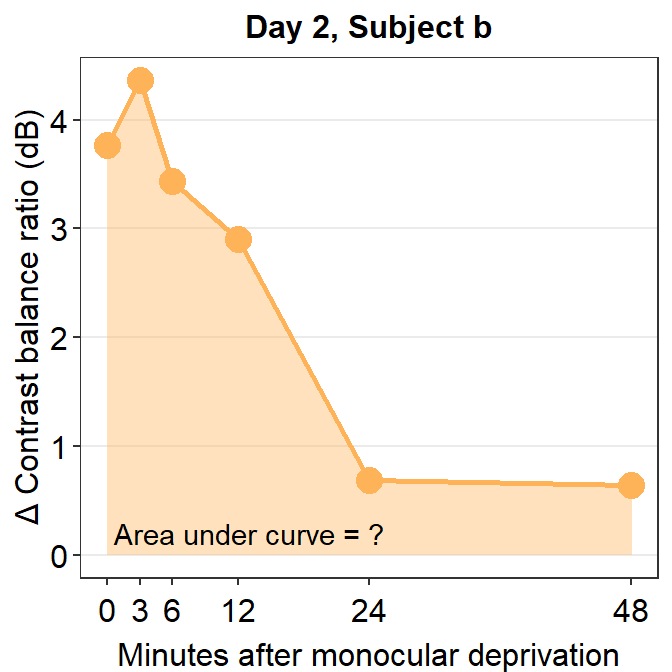 Day 2, Subject b
Δ Contrast balance ratio (dB)
4
3
2
1
0
Area under curve = ?
0 3 6 12 24 48
Minutes after monocular deprivation